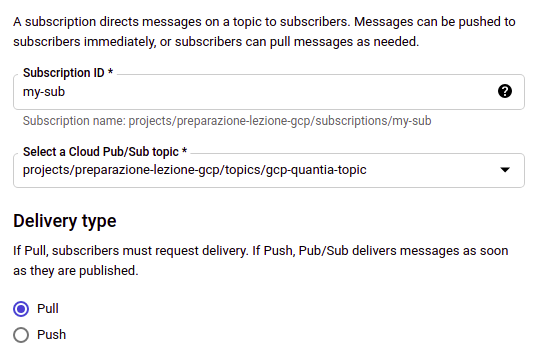 A subscription directs messages on a topic to subscribers. Messages can be pushed to
subscribers immediately, or subscribers can pull messages as needed.
Subscription ID *
my-sub
Subscription name: projects/preparazione-lezione-gcp/subscriptions/my-sub
Select a Cloud Pub/Sub topic *
projects/preparazione-lezione-gcp/topics/gcp-quantia-topic
Delivery type
If Pull, subscribers must request delivery. If Push, Pub/Sub delivers messages as soon
as they are published.
Pull
Push